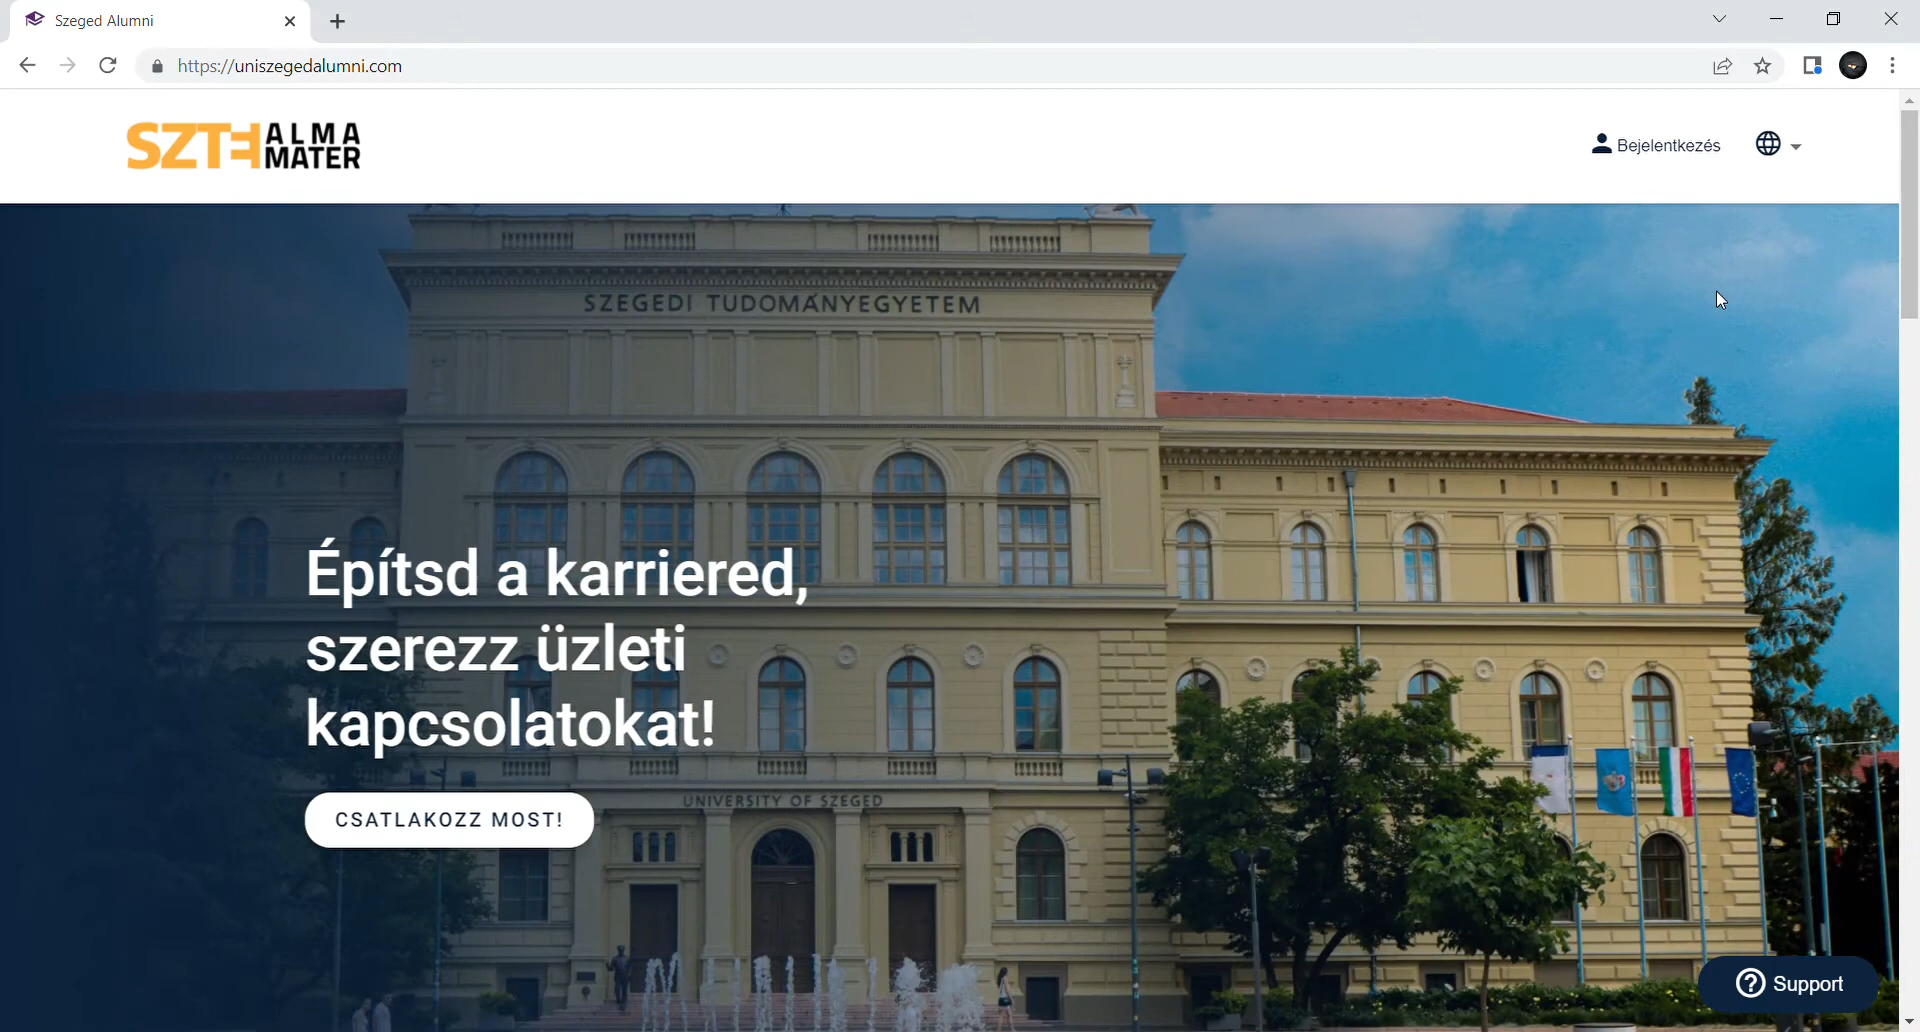 Szeged Alumni
https://uniszegedalumni.com
SZTE ALMA
MATER
Bejelentkezés
SZEGEDI TUDOMÁNYEGYETEM
Építsd a karriered,
szerezz üzleti
kapcsolatokat!
UNIVERSITY OF SZEGED
CSATLAKOZZ MOST!
Support